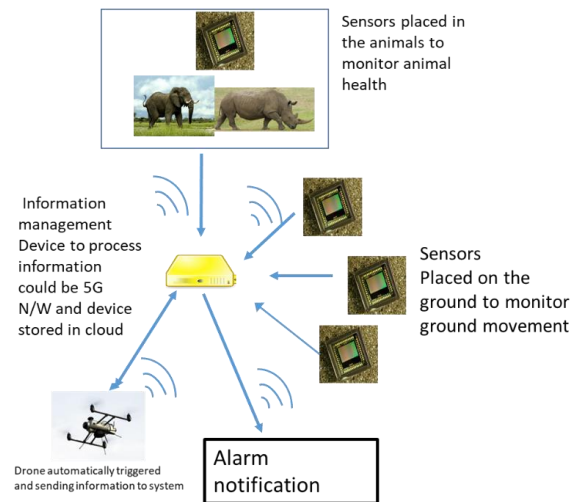 Sensors placed in
the animals to
monitor animal
health
Information
management
Device to process
information
could be 5G
N/W and device
stored in cloud
Sensors
Placed on the
ground to monitor
ground movement
Drone automatically triggered
and sending information to system
Alarm
notification